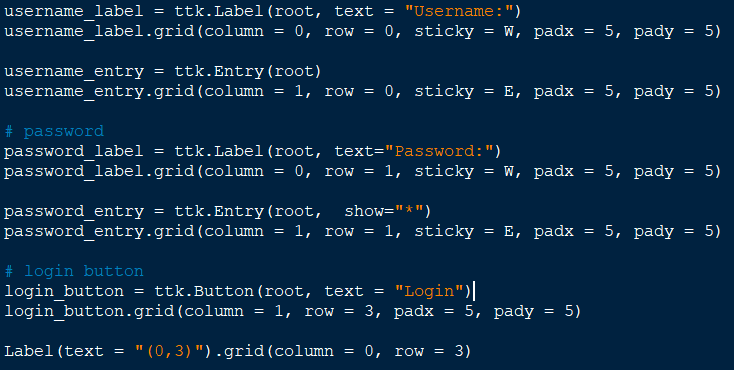 username_label = ttk.Label(root, text = "Username:")
username_label.grid(column = 0, row = 0, sticky = W, padx = 5, pady = 5)
username_entry = ttk.Entry(root)
username_entry.grid(column = 1, row = 0, sticky = E, padx = 5, pady = 5)
# password
password_label = ttk.Label(root, text="Password:")
password_label.grid(column = 0, row = 1, sticky = W, padx = 5, pady = 5)
password_entry = ttk.Entry(root,  show="*")
password_entry.grid(column = 1, row = 1, sticky = E, padx = 5, pady = 5)
# login button
login_button = ttk.Button(root, text = "Login")
login_button.grid(column = 1, row = 3, padx = 5, pady = 5)
Label(text = "(0,3)").grid(column = 0, row = 3)